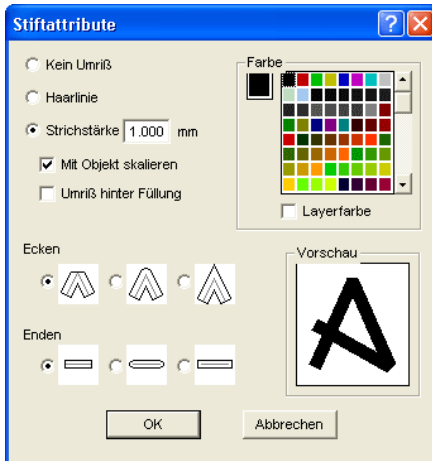 Stiftattribute
Kein Umriß
Haarlinie
Strichstärke 1.000 mm
Mit Objekt skalieren
Umriß hinter Füllung
Farbe
Layerfarbe
Ecken
Enden
Vorschau
OK
Abbrechen